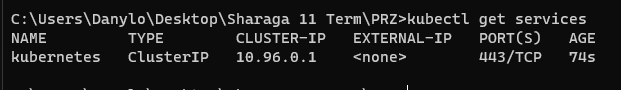 C:\Users\Danylo\Desktop\Sharaga 11 Term\PRZ>kubectl get services
NAME         TYPE        CLUSTER-IP   EXTERNAL-IP   PORT(S)   AGE
kubernetes   ClusterIP   10.96.0.1    <none>        443/TCP   74s